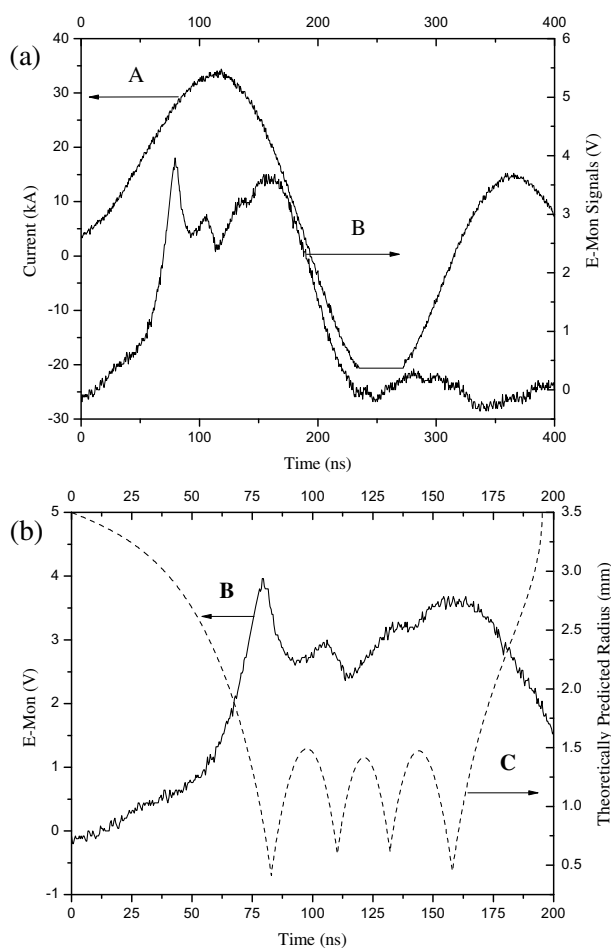 (a)
0 100 200 300 400
40
30
20
10
0
-10
-20
-30
Current (kA)
A
B
6
5
4
3
2
1
0
E-Mon Signals (V)
0 100 200 300 400
Time (ns)
(b)
0 25 50 75 100 125 150 175 200
5
4
3
2
1
0
-1
E-Mon (V)
B
C
3.5
3.0
2.5
2.0
1.5
1.0
0.5
Theoretically Predicted Radius (mm)
0 25 50 75 100 125 150 175 200
Time (ns)